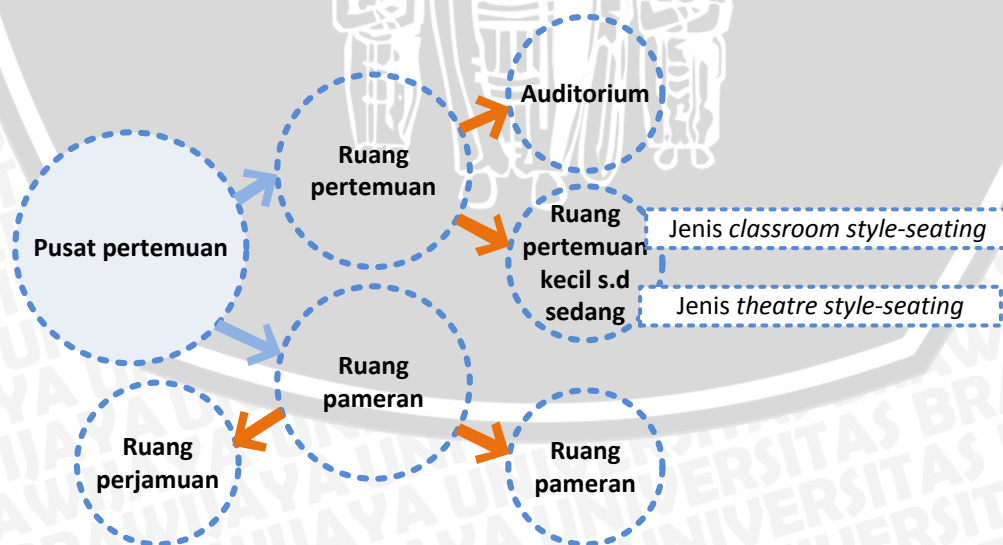 Auditorium
Ruang
pertemuan
Pusat pertemuan
Ruang
pertemuan
kecil s.d
sedang
Jenis classroom style-seating
Jenis theatre style-seating
Ruang
pameran
Ruang
perjamuan
Ruang
pameran